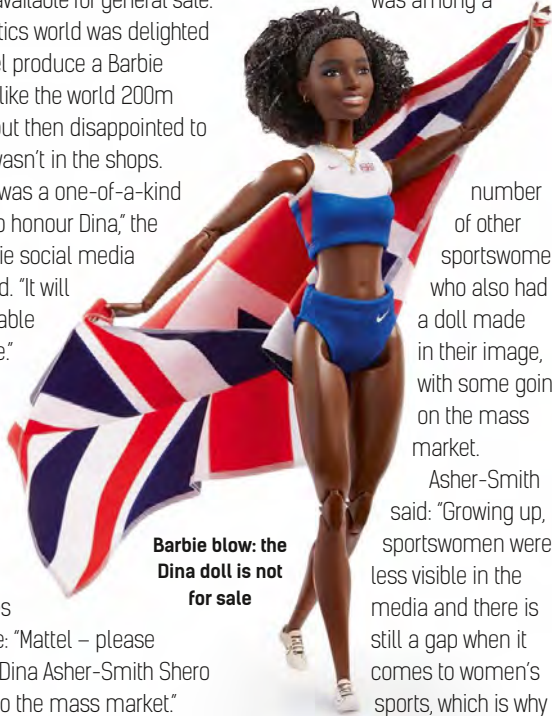 available for general sale.
tics world was delighted
el produce a Barbie
like the world 200m
but then disappointed to
wasn't in the shops.
was a one-of-a-kind
o honour Dina," the
ie social media
d. "It will
able
e."
es
e: "Mattel – please
Dina Asher-Smith Shero
o the mass market."
Barbie blow: the
Dina doll is not
for sale
was among a
number
of other
sportswome
who also had
a doll made
in their image,
with some goin
on the mass
market.
Asher-Smith
said: "Growing up,
sportswomen were
less visible in the
media and there is
still a gap when it
comes to women's
sports, which is why